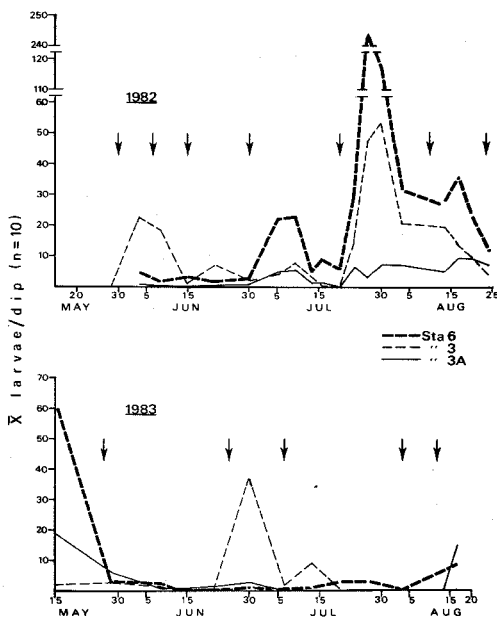 250
240
120
110
60
50
40
30
20
10
1982
20 30 5 15 30 5 15 30 5 15 25
MAY JUN JUL AUG
X̄ larvae/dip (n=10)
Sta 6
" 3
" 3A
70
60
50
40
30
20
10
1983
15 30 5 15 30 5 15 30 5 15 20
MAY JUN JUL AUG